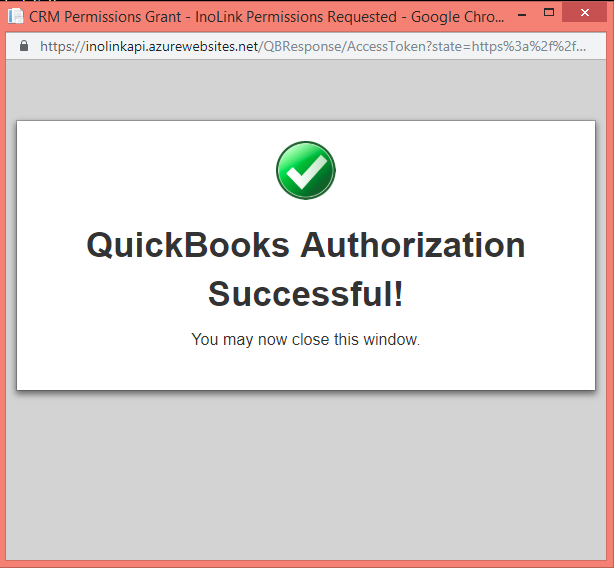 CRM Permissions Grant - InoLink Permissions Requested - Google Chro...
https://inolinkapi.azurewebsites.net/QBResponse/AccessToken?state=https%3a%2f%2f...
QuickBooks Authorization
Successful!
You may now close this window.